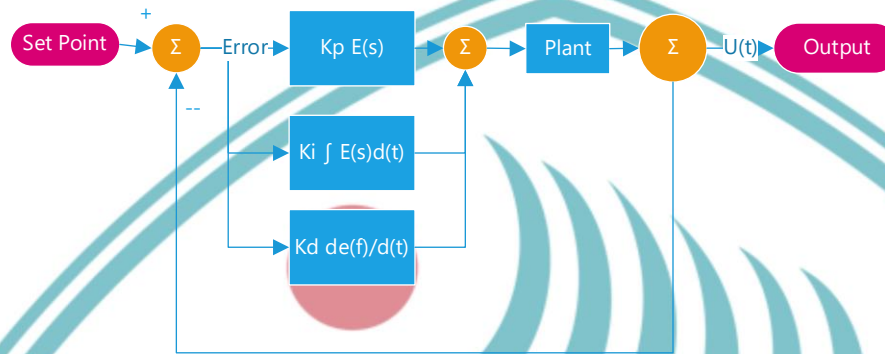 +
Set Point
Σ
Error
Kp E(s)
Σ
Plant
Σ
U(t)
Output
--
Ki ∫ E(s)d(t)
Kd de(f)/d(t)